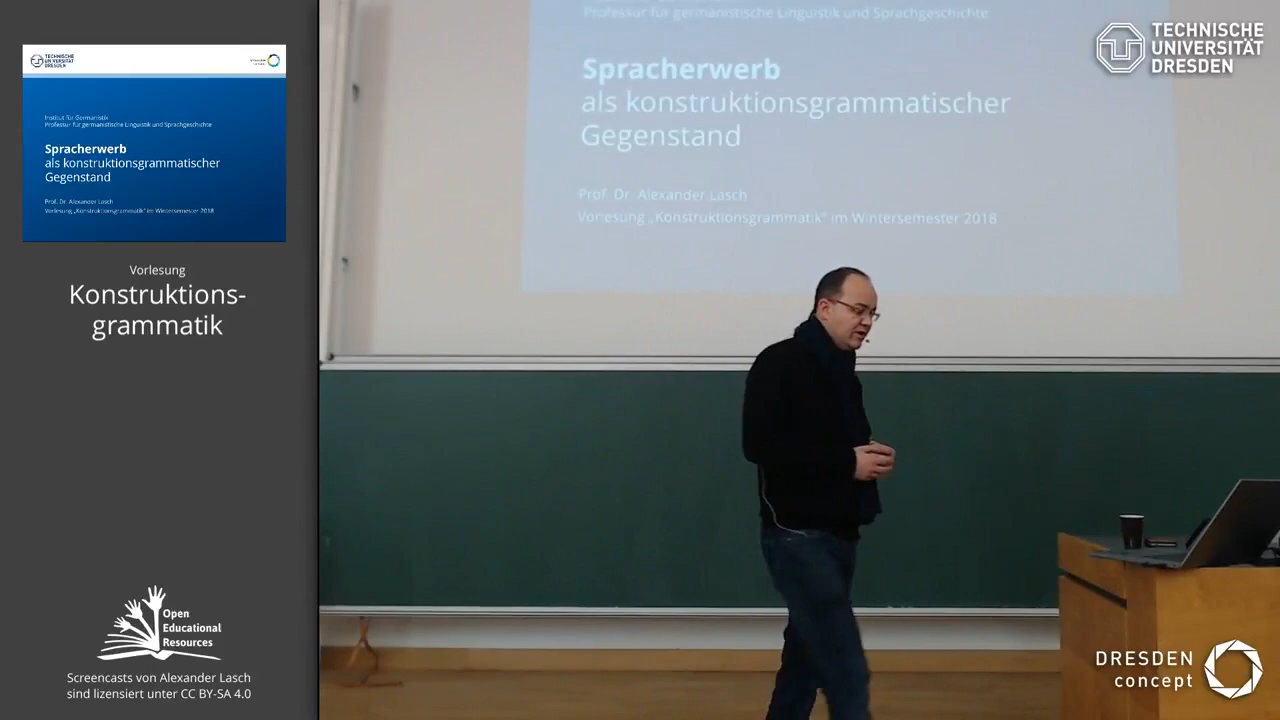 TECHNISCHE
UNIVERSITÄT
DRESDEN
Institut für Germanistik
Professur für germanistische Linguistik und Sprachgeschichte
Spracherwerb
als konstruktionsgrammatischer
Gegenstand
Prof. Dr. Alexander Lasch
Vorlesung „Konstruktionsgrammatik“ im Wintersemester 2018
Vorlesung
Konstruktions-
grammatik
Open
Educational
Resources
Screencasts von Alexander Lasch
sind lizensiert unter CC BY-SA 4.0
Professur für germanistische Linguistik und Sprachgeschichte
Spracherwerb
als konstruktionsgrammatischer
Gegenstand
Prof. Dr. Alexander Lasch
Vorlesung „Konstruktionsgrammatik“ im Wintersemester 2018
TECHNISCHE
UNIVERSITÄT
DRESDEN
DRESDEN
concept